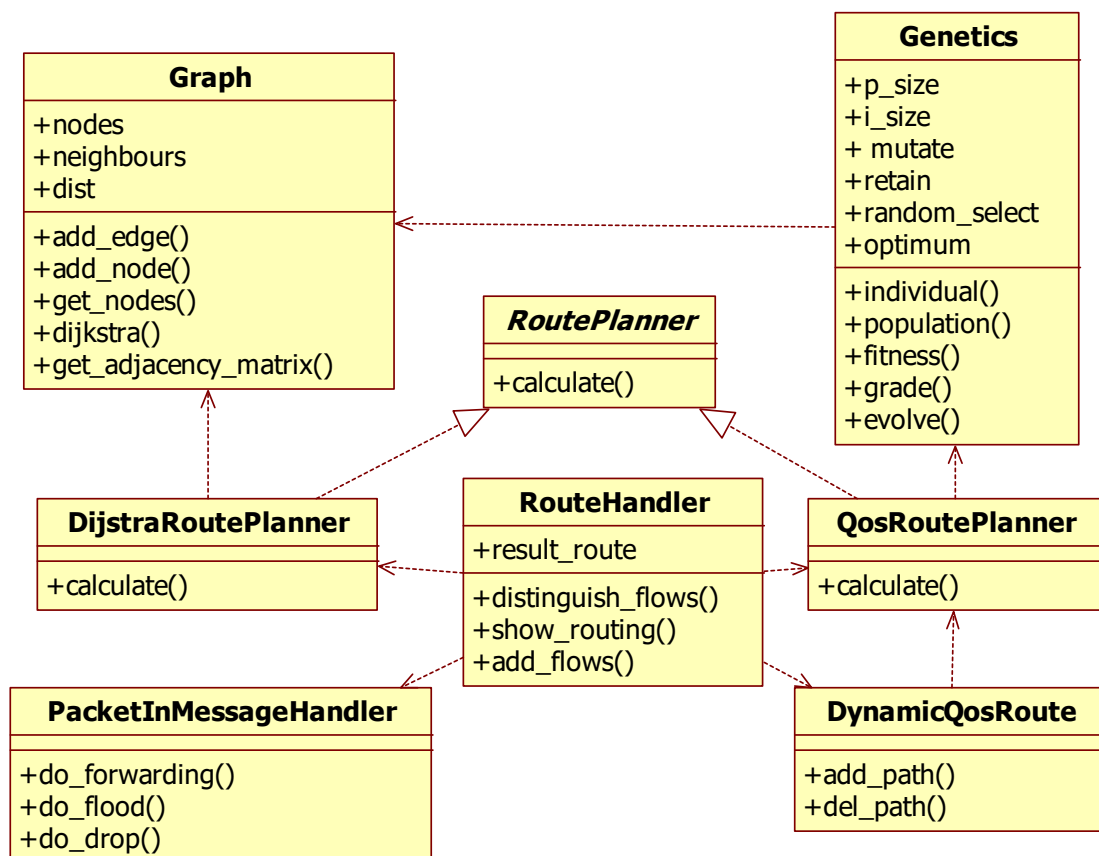 Graph
+nodes
+neighbours
+dist
+add_edge()
+add_node()
+get_nodes()
+dijkstra()
+get_adjacency_matrix()
Genetics
+p_size
+i_size
+ mutate
+retain
+random_select
+optimum
+individual()
+population()
+fitness()
+grade()
+evolve()
RoutePlanner
+calculate()
DijstraRoutePlanner
+calculate()
RouteHandler
+result_route
+distinguish_flows()
+show_routing()
+add_flows()
QosRoutePlanner
+calculate()
PacketInMessageHandler
+do_forwarding()
+do_flood()
+do_drop()
DynamicQosRoute
+add_path()
+del_path()